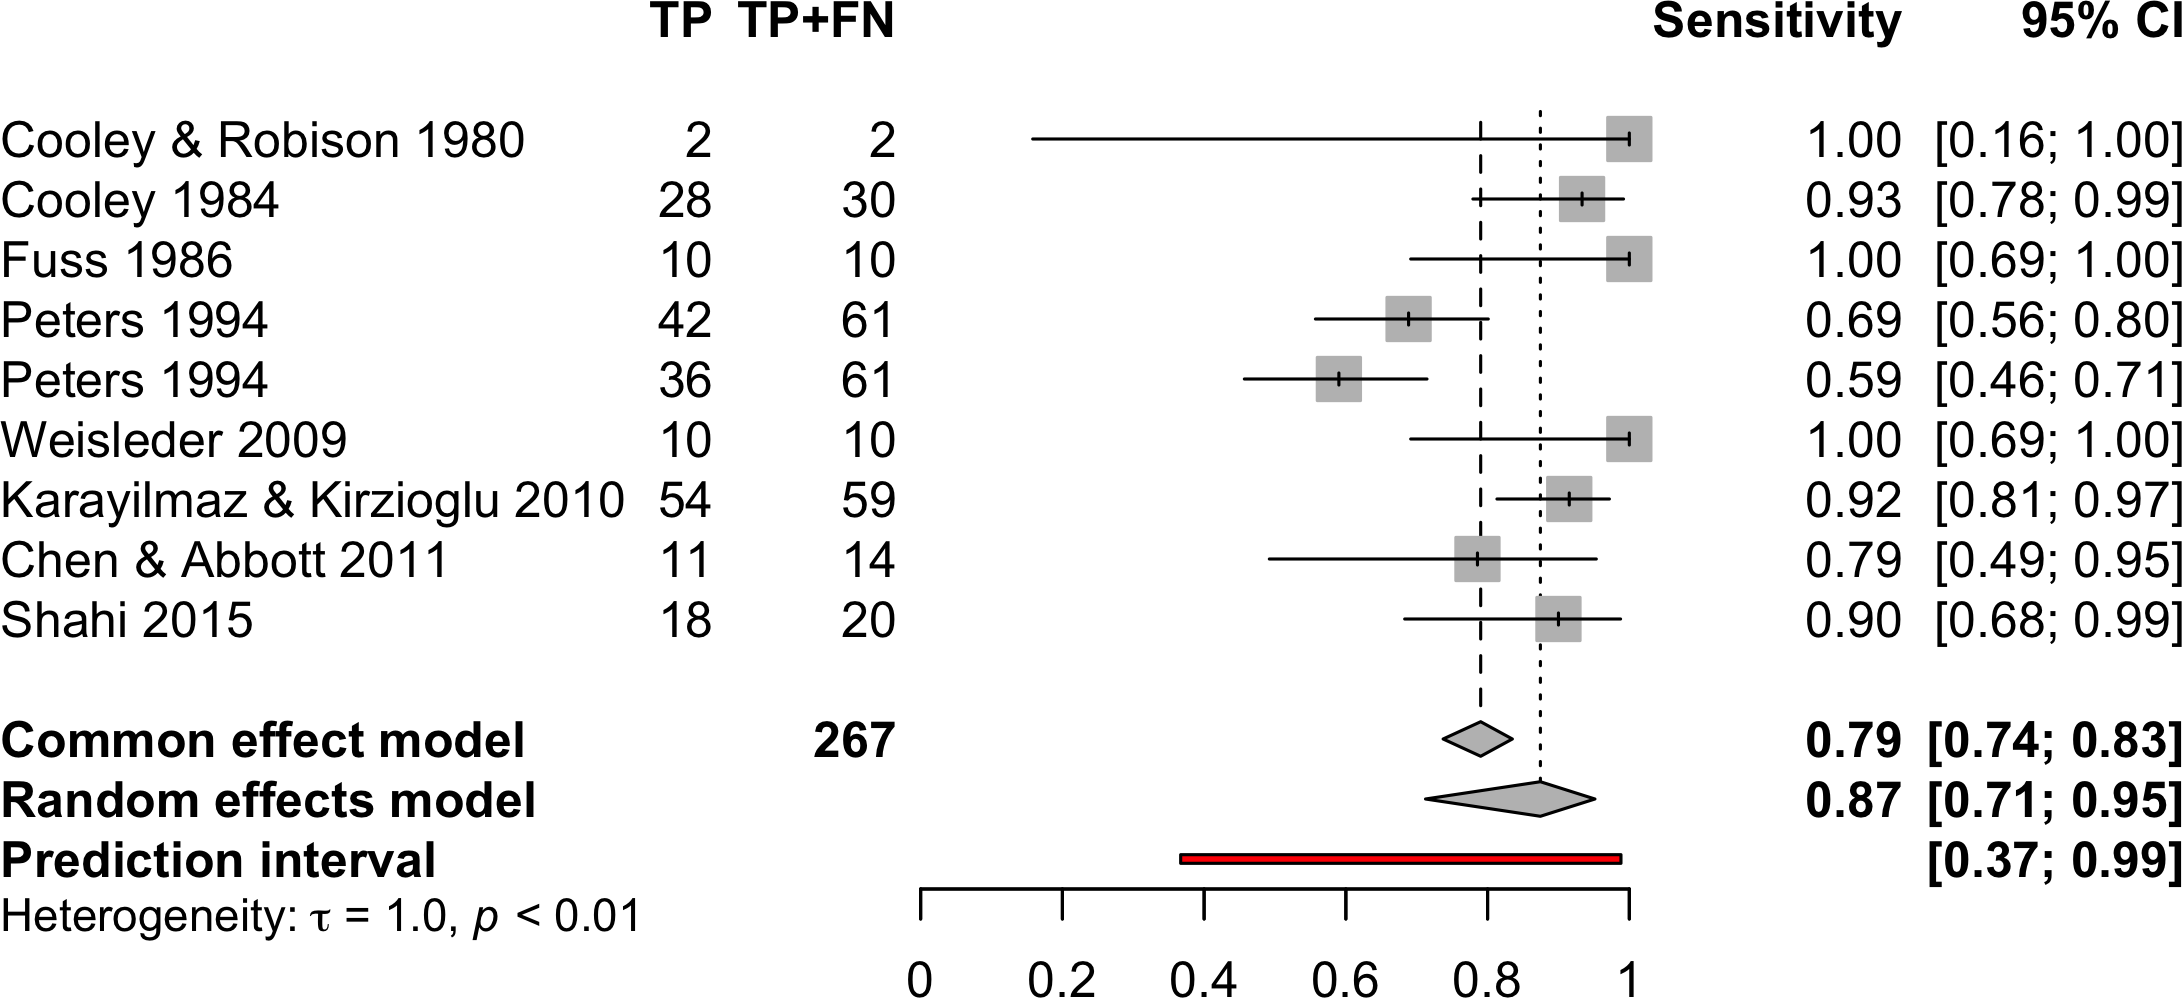 TP TP+FN Sensitivity 95% CI
Cooley & Robison 1980 2 2 1.00 [0.16; 1.00]
Cooley 1984 28 30 0.93 [0.78; 0.99]
Fuss 1986 10 10 1.00 [0.69; 1.00]
Peters 1994 42 61 0.69 [0.56; 0.80]
Peters 1994 36 61 0.59 [0.46; 0.71]
Weisleder 2009 10 10 1.00 [0.69; 1.00]
Karayilmaz & Kirzioglu 2010 54 59 0.92 [0.81; 0.97]
Chen & Abbott 2011 11 14 0.79 [0.49; 0.95]
Shahi 2015 18 20 0.90 [0.68; 0.99]
Common effect model 267 0.79 [0.74; 0.83]
Random effects model 0.87 [0.71; 0.95]
Prediction interval [0.37; 0.99]
Heterogeneity: τ = 1.0, p < 0.01
0 0.2 0.4 0.6 0.8 1